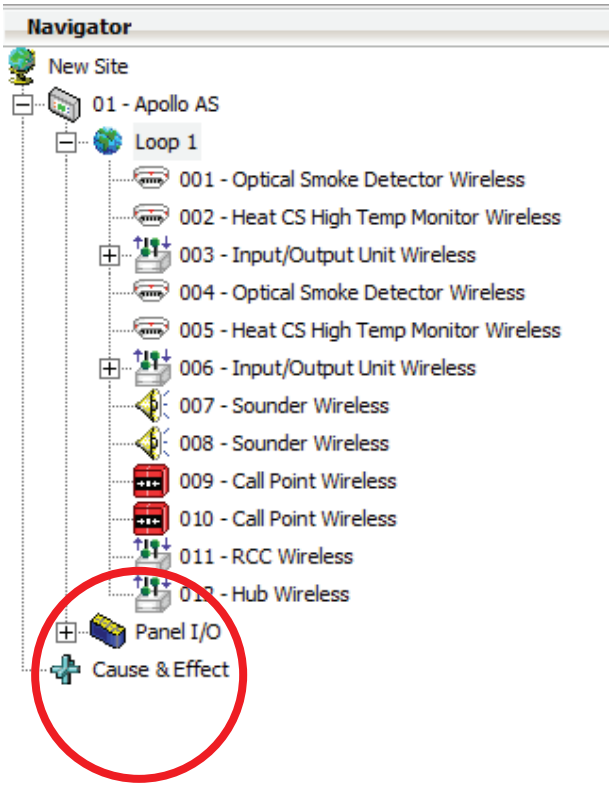 Navigator
New Site
01 - Apollo AS
Loop 1
001 - Optical Smoke Detector Wireless
002 - Heat CS High Temp Monitor Wireless
003 - Input/Output Unit Wireless
004 - Optical Smoke Detector Wireless
005 - Heat CS High Temp Monitor Wireless
006 - Input/Output Unit Wireless
007 - Sounder Wireless
008 - Sounder Wireless
009 - Call Point Wireless
010 - Call Point Wireless
011 - RCC Wireless
012 - Hub Wireless
Panel I/O
Cause & Effect